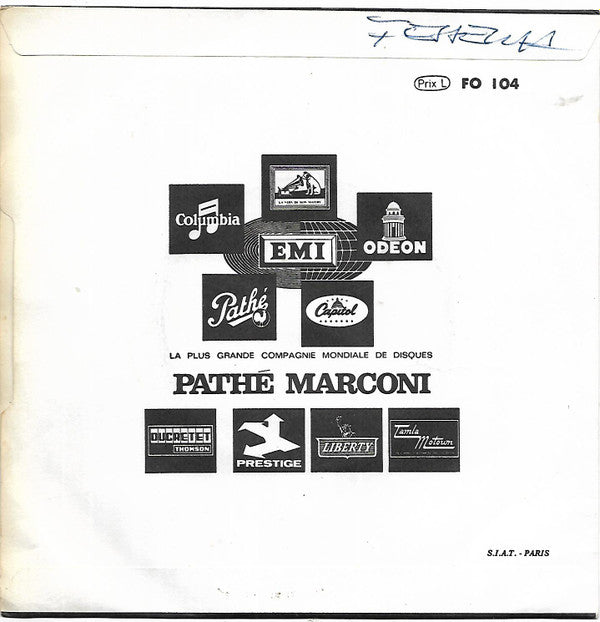 Prix L FO 104
LA VOIX DE SON MAITRE
Columbia
EMI
ODEON
Pathé
Capitol
LA PLUS GRANDE COMPAGNIE MONDIALE DE DISQUES
PATHÉ MARCONI
DUCRETET
THOMSON
PRESTIGE
LIBERTY
Tamla
Motown
S.I.A.T. - PARIS